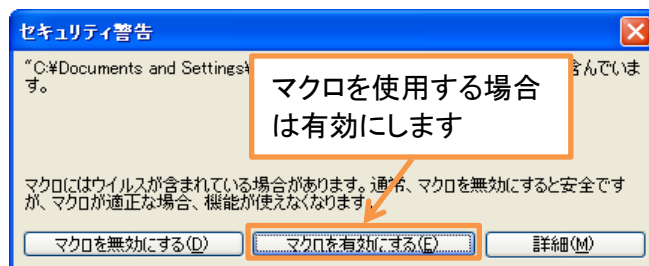 セキュリティ警告
"C:¥Documents and Settings¥
含んでいま
す。
マクロを使用する場合
は有効にします
マクロにはウイルスが含まれている場合があります。通常、マクロを無効にすると安全です
が、マクロが適正な場合、機能が使えなくなります。
マクロを無効にする(D)
マクロを有効にする(E)
詳細(M)